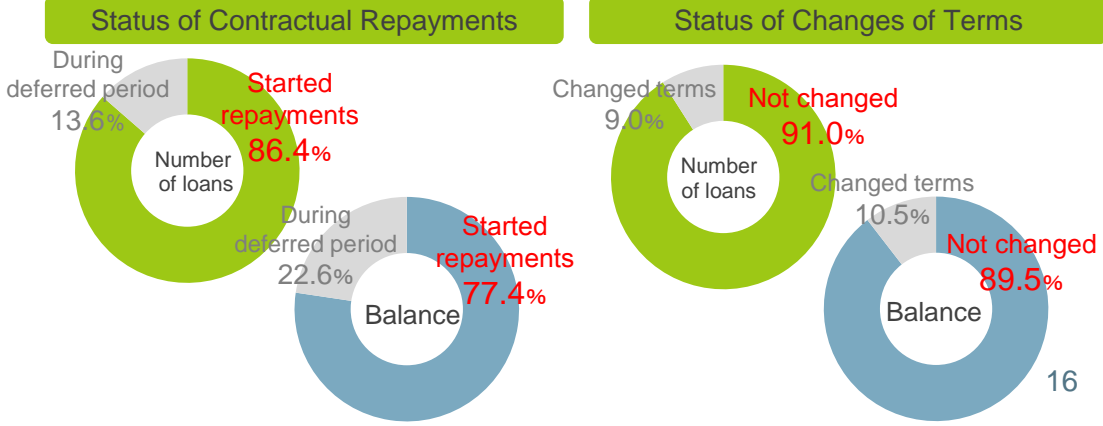 Status of Contractual Repayments
During
deferred period
13.6%
Started
repayments
86.4%
Number
of loans
During
deferred period
22.6%
Started
repayments
77.4%
Balance
Status of Changes of Terms
Changed terms
9.0%
Not changed
91.0%
Number
of loans
Changed terms
10.5%
Not changed
89.5%
Balance
16